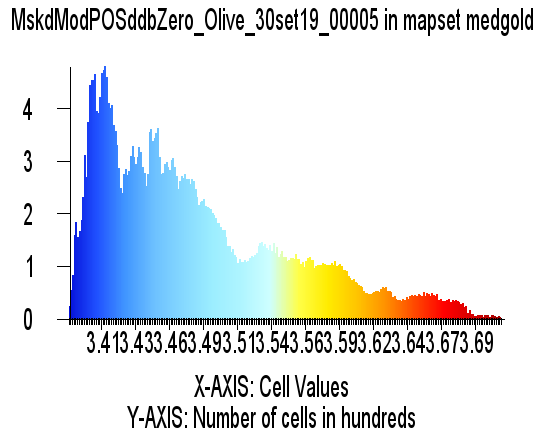 MskdModPOSddbZero_Olive_30set19_00005 in mapset medgold
4
3
2
1
0
3.413.433.463.493.513.543.563.593.623.643.673.69
X-AXIS: Cell Values
Y-AXIS: Number of cells in hundreds